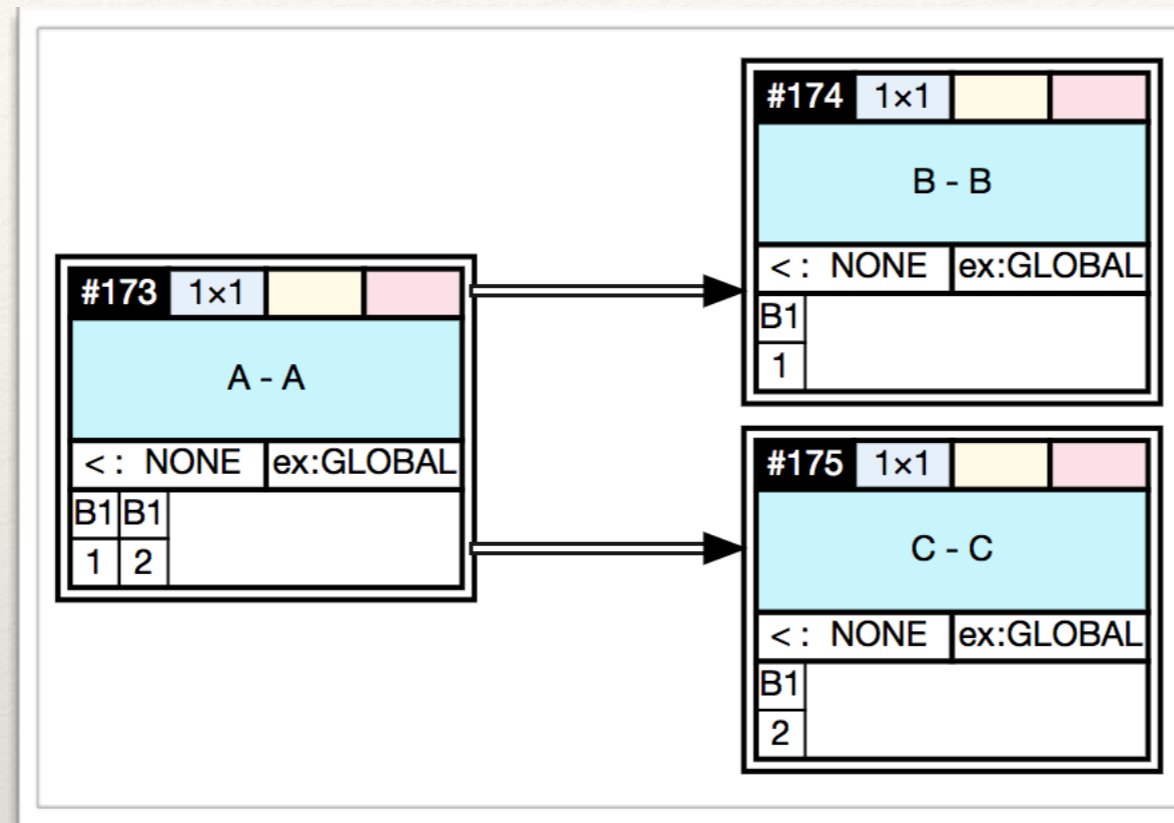 #173 1×1
A - A
<: NONE ex:GLOBAL
B1 B1
1 2
#174 1×1
B - B
<: NONE ex:GLOBAL
B1
1
#175 1×1
C - C
<: NONE ex:GLOBAL
B1
2